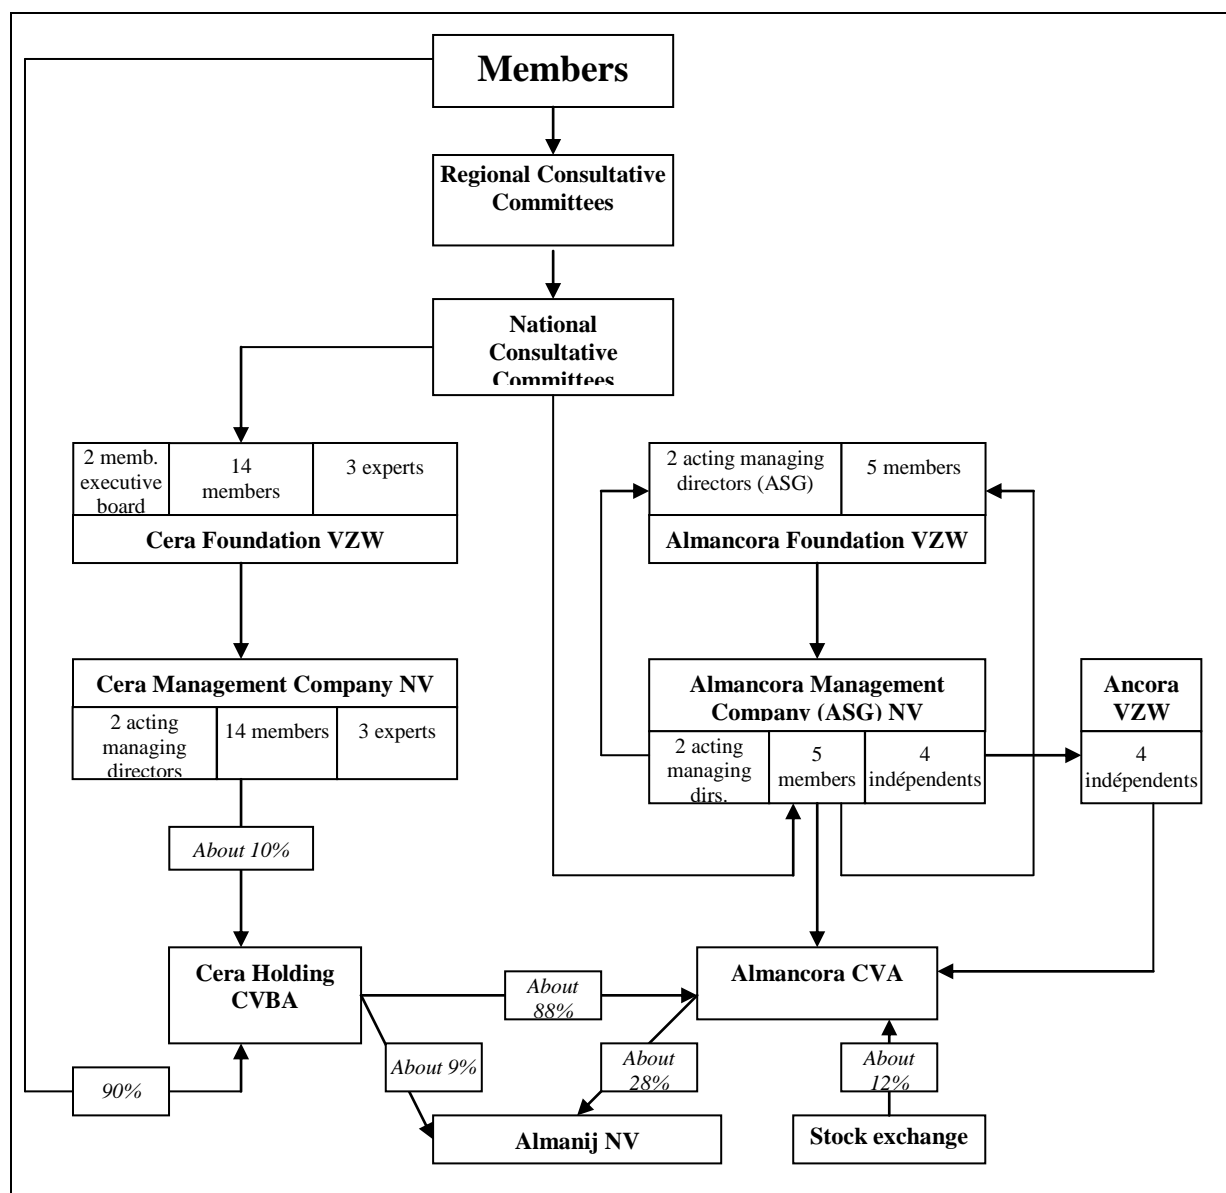 Members
Regional Consultative
Committees
National
Consultative
Committees
2 memb.
executive
board
14
members
3 experts
Cera Foundation VZW
2 acting managing
directors (ASG)
5 members
Almancora Foundation VZW
Cera Management Company NV
2 acting
managing
directors
14 members
3 experts
Almancora Management
Company (ASG) NV
2 acting
managing
dirs.
5
members
4
indépendents
Ancora
VZW
4
indépendents
About 10%
Cera Holding
CVBA
About
88%
Almancora CVA
90%
About 9%
About
28%
About
12%
Almanij NV
Stock exchange